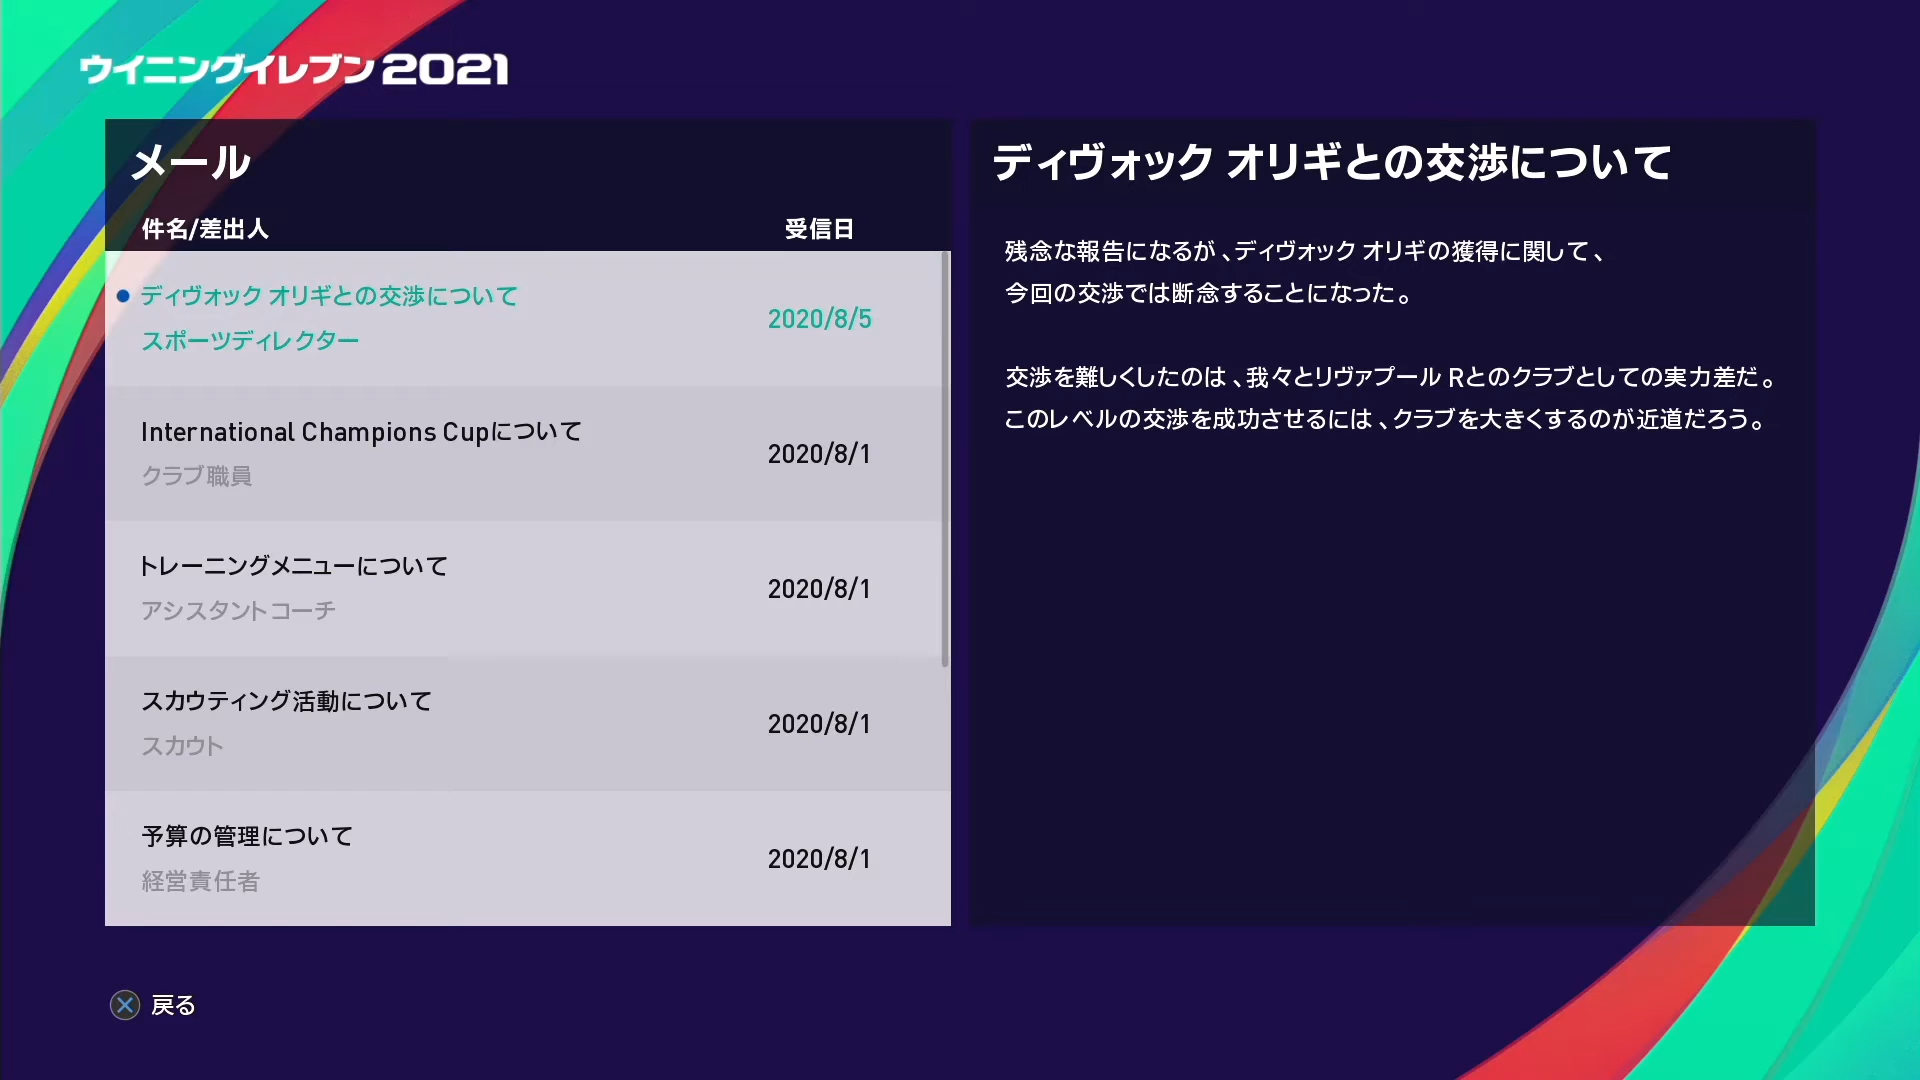 ウイニングイレブン2021
メール
件名/差出人 受信日
ディヴォック オリギとの交渉について
スポーツディレクター
2020/8/5
International Champions Cupについて
クラブ職員
2020/8/1
トレーニングメニューについて
アシスタントコーチ
2020/8/1
スカウティング活動について
スカウト
2020/8/1
予算の管理について
経営責任者
2020/8/1
ディヴォック オリギとの交渉について
残念な報告になるが、ディヴォック オリギの獲得に関して、
今回の交渉では断念することになった。
交渉を難しくしたのは、我々とリヴァプール Rとのクラブとしての実力差だ。
このレベルの交渉を成功させるには、クラブを大きくするのが近道だろう。
戻る